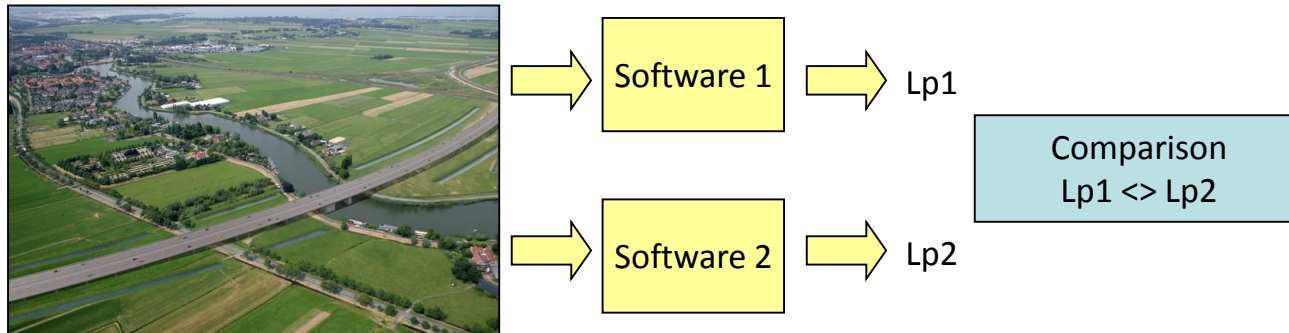 Software 1
Lp1
Comparison
Lp1 <> Lp2
Software 2
Lp2